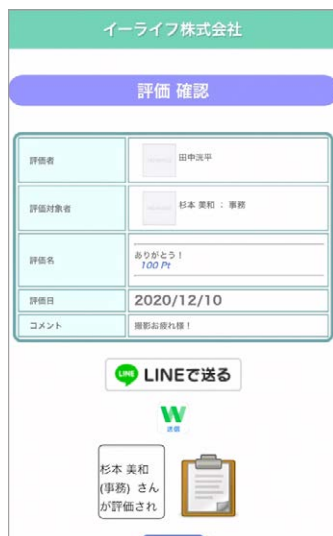 イーライフ株式会社
評価 確認
評価者
田中滉平
評価対象者
杉本 美和 ： 事務
評価名
ありがとう！
100 Pt
評価日
2020/12/10
コメント
撮影お疲れ様！
LINE
LINEで送る
W
送信
杉本 美和
(事務) さん
が評価され